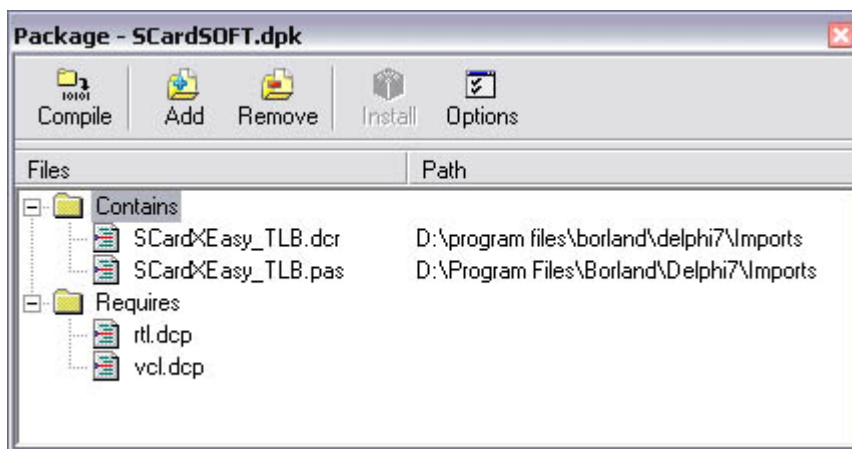 Package - SCardSOFT.dpk
Compile Add Remove Install Options
Files Path
Contains
SCardXEasy_TLB.dcr D:\program files\borland\delphi7\Imports
SCardXEasy_TLB.pas D:\Program Files\Borland\Delphi7\Imports
Requires
rtl.dcp
vcl.dcp